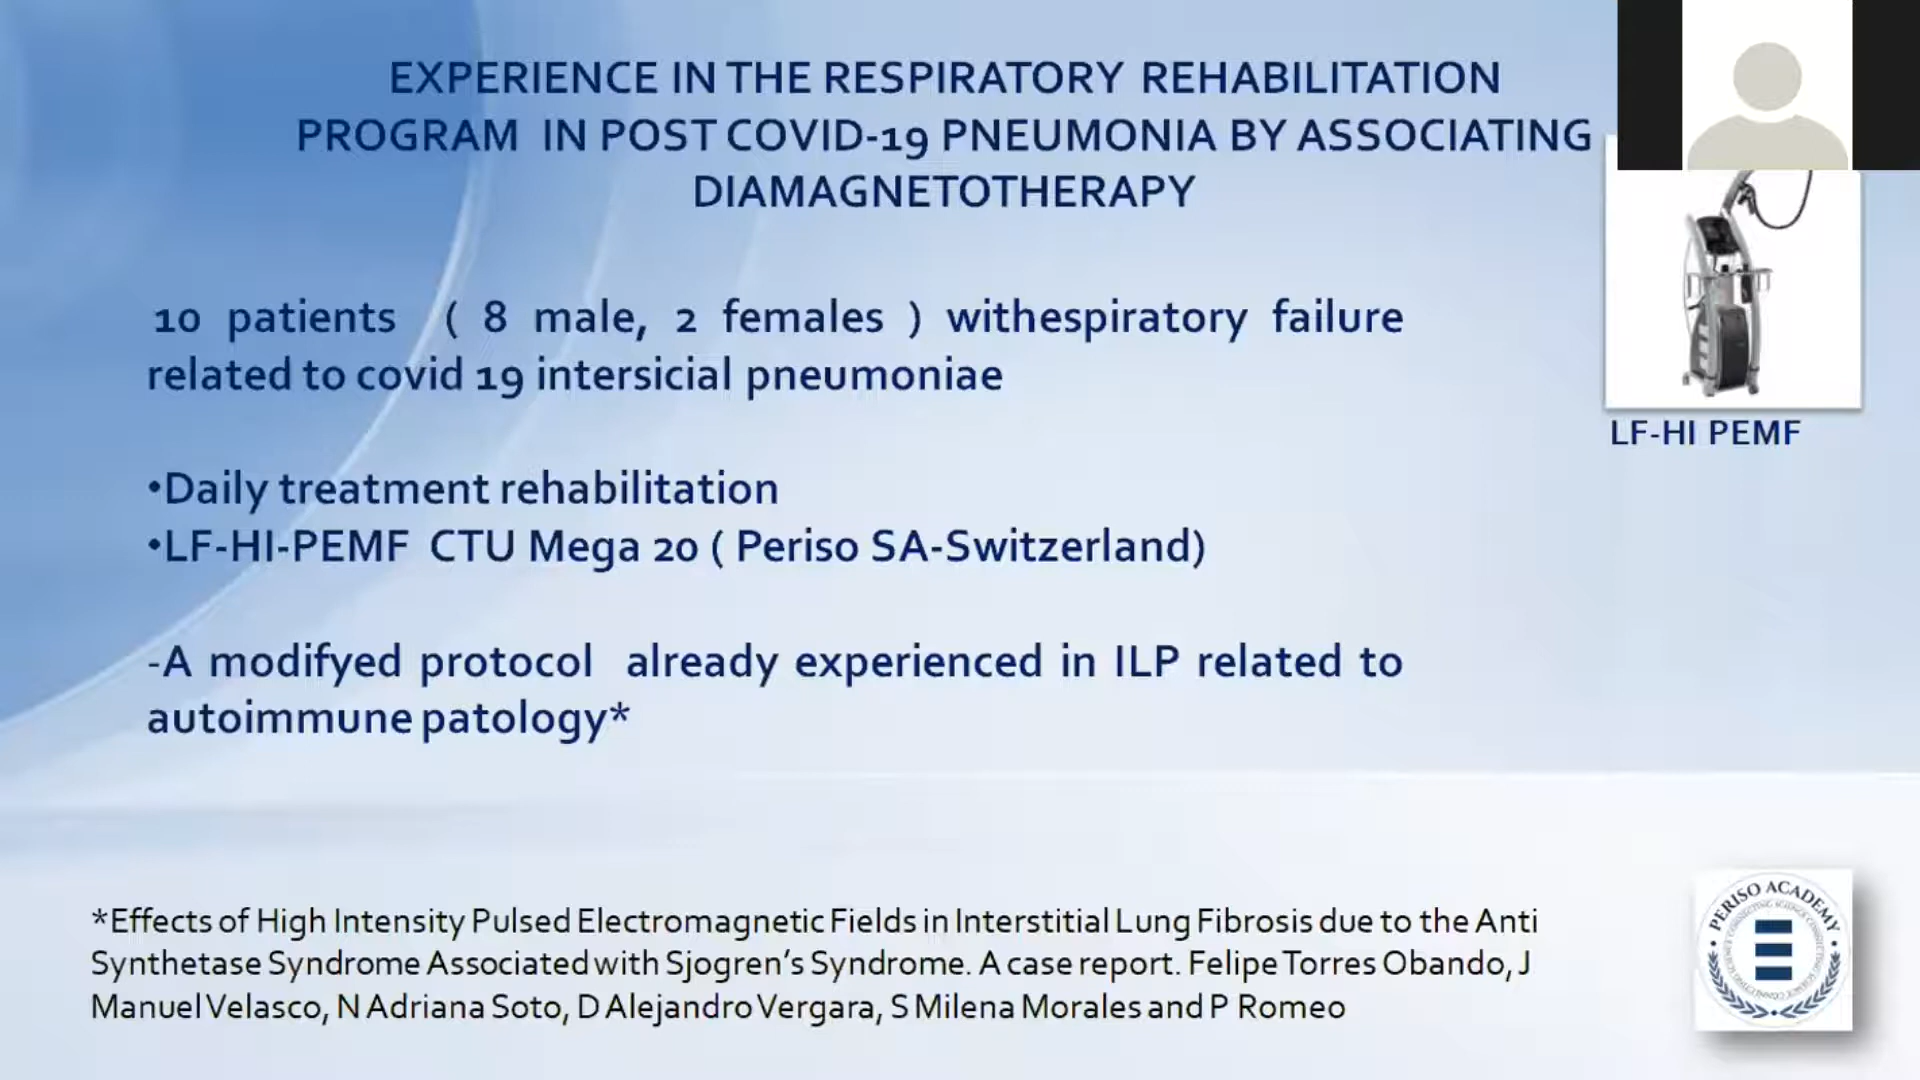 EXPERIENCE IN THE RESPIRATORY REHABILITATION
PROGRAM IN POST COVID-19 PNEUMONIA BY ASSOCIATING
DIAMAGNETOTHERAPY
10 patients ( 8 male, 2 females ) withespiratory failure
related to covid 19 intersicial pneumoniae
LF-HI PEMF
•Daily treatment rehabilitation
•LF-HI-PEMF CTU Mega 20 ( Periso SA-Switzerland)
-A modifyed protocol already experienced in ILP related to
autoimmune patology*
*Effects of High Intensity Pulsed Electromagnetic Fields in Interstitial Lung Fibrosis due to the Anti
Synthetase Syndrome Associated with Sjogren’s Syndrome. A case report. Felipe Torres Obando, J
Manuel Velasco, N Adriana Soto, D Alejandro Vergara, S Milena Morales and P Romeo
PERISO ACADEMY